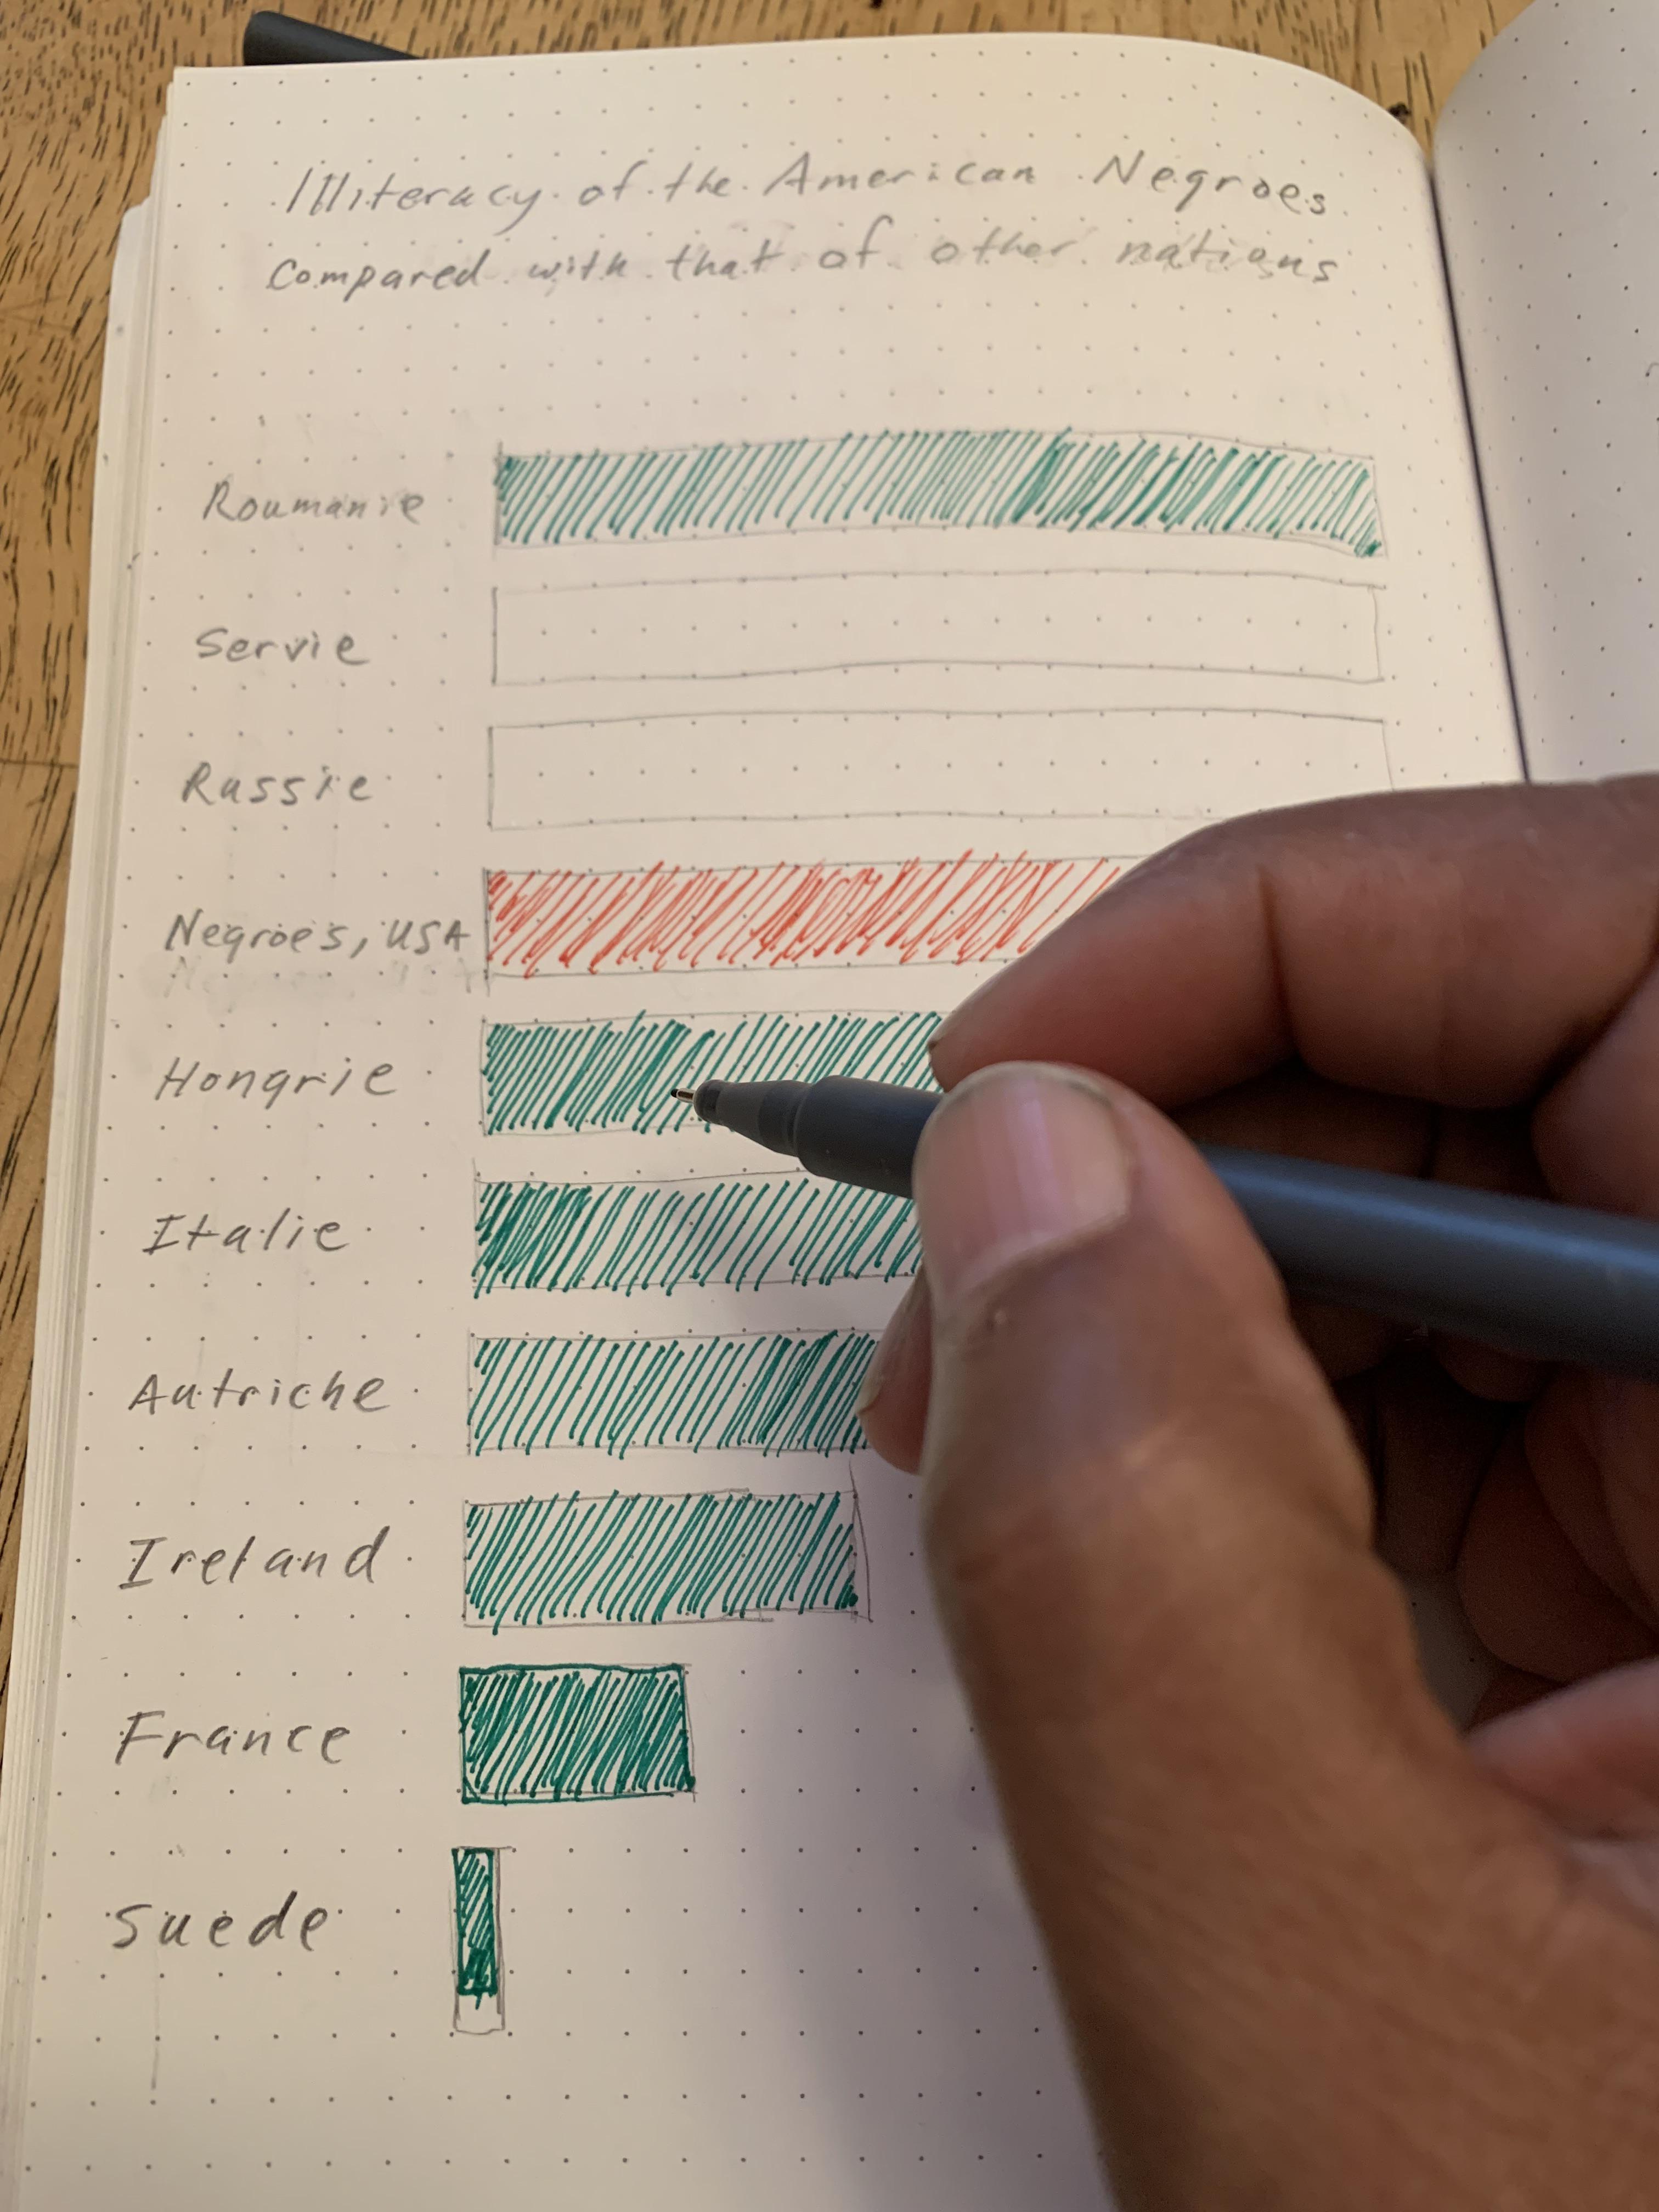 Illiteracy of the American Negroes
Compared with that of other nations
Roumanie
Servie
Russie
Negroes, USA
Hongrie
Italie
Autriche
Ireland
France
Suede